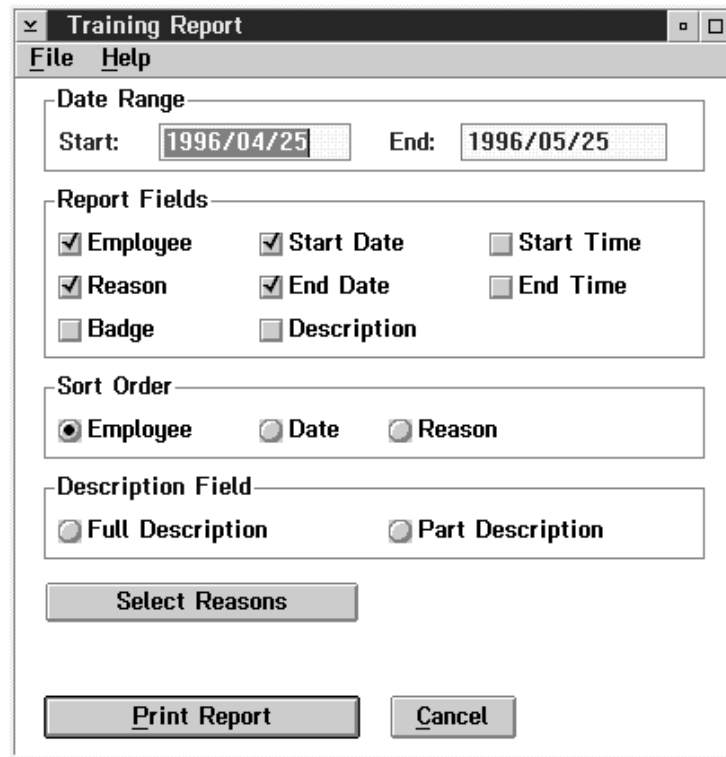 Training Report
File Help
Date Range
Start: 1996/04/25 End: 1996/05/25
Report Fields
Employee Start Date Start Time
Reason End Date End Time
Badge Description
Sort Order
Employee Date Reason
Description Field
Full Description Part Description
Select Reasons
Print Report Cancel